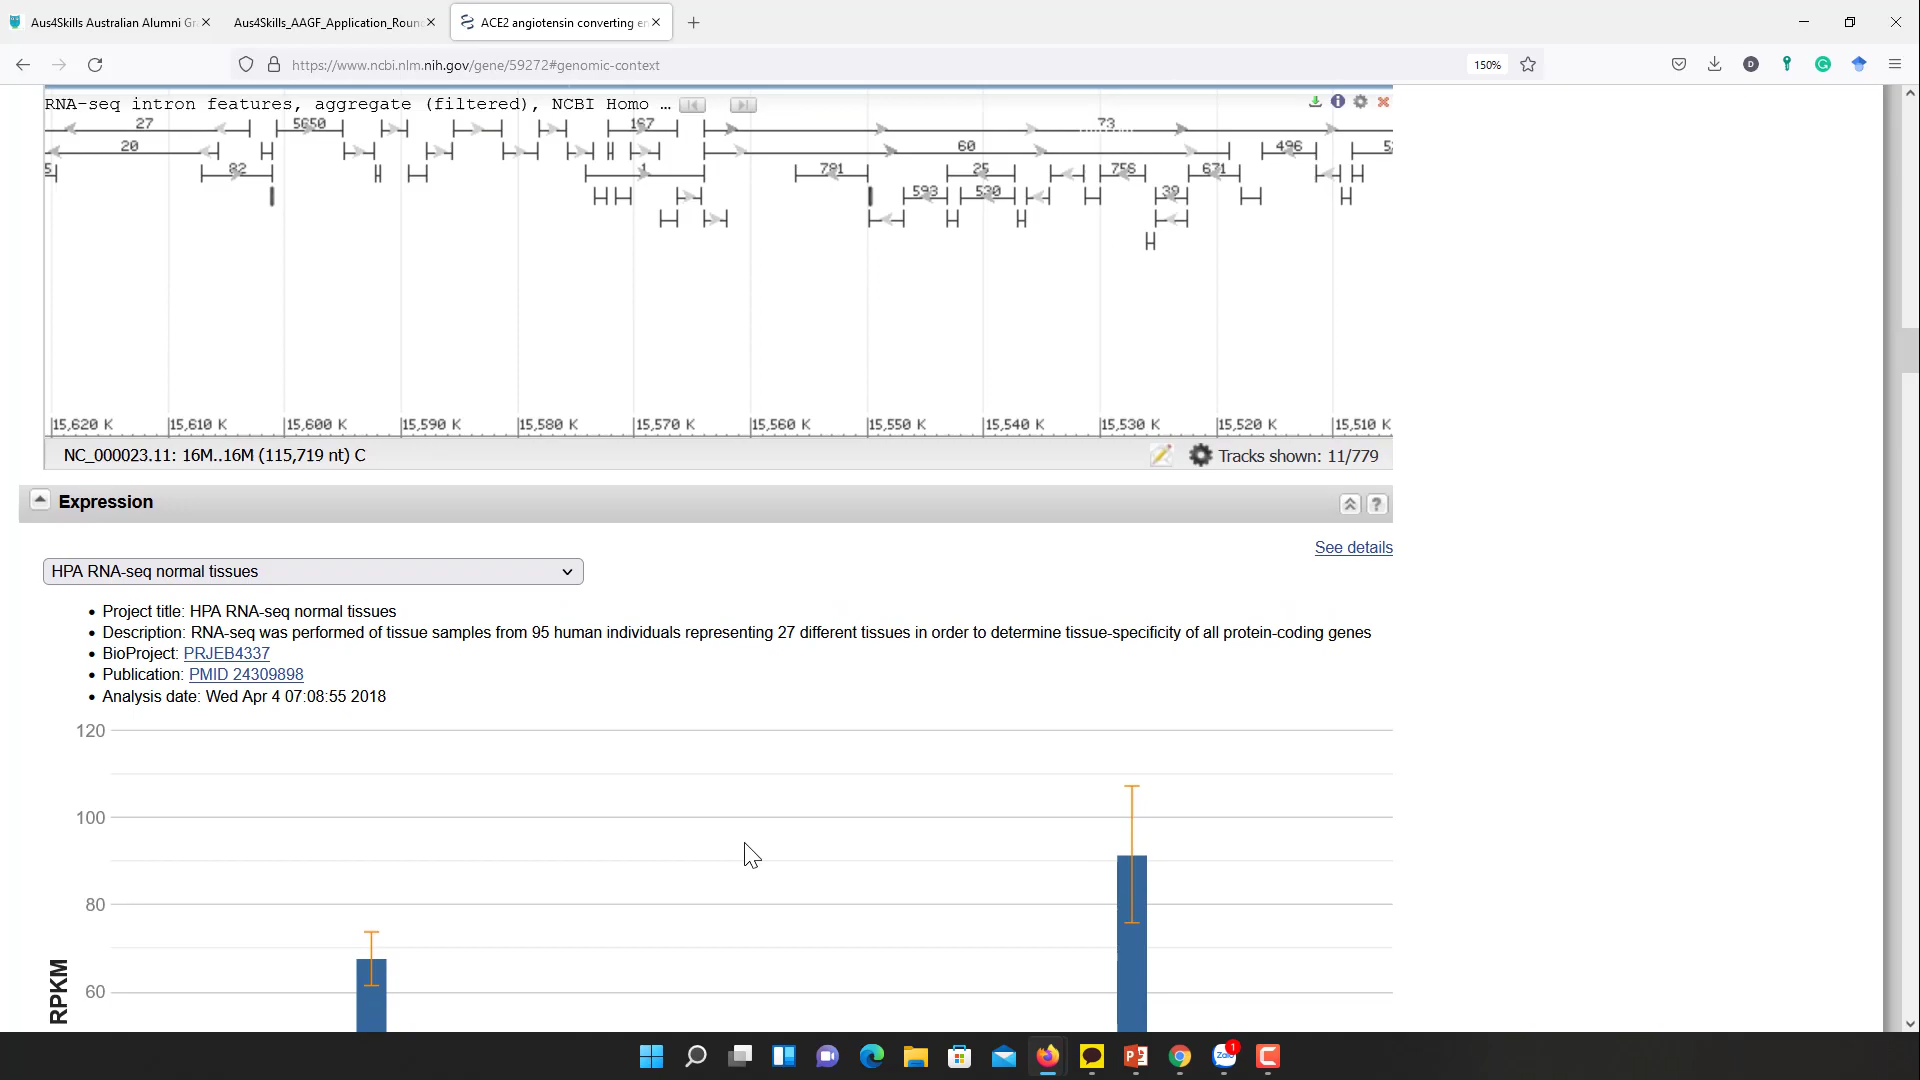 Aus4Skills Australian Alumni Gr
Aus4Skills_AAGF_Application_Roun
ACE2 angiotensin converting en
https://www.ncbi.nlm.nih.gov/gene/59272#genomic-context
150%
RNA-seq intron features, aggregate (filtered), NCBI Homo …
27 5650 167 73
20 60 496
82 791 25 756 671
593 530 39
15,620 K 15,610 K 15,600 K 15,590 K 15,580 K 15,570 K 15,560 K 15,550 K 15,540 K 15,530 K 15,520 K 15,510 K
NC_000023.11: 16M..16M (115,719 nt) C
Tracks shown: 11/779
Expression
See details
HPA RNA-seq normal tissues
Project title: HPA RNA-seq normal tissues
Description: RNA-seq was performed of tissue samples from 95 human individuals representing 27 different tissues in order to determine tissue-specificity of all protein-coding genes
BioProject: PRJEB4337
Publication: PMID 24309898
Analysis date: Wed Apr 4 07:08:55 2018
120
100
80
60
RPKM